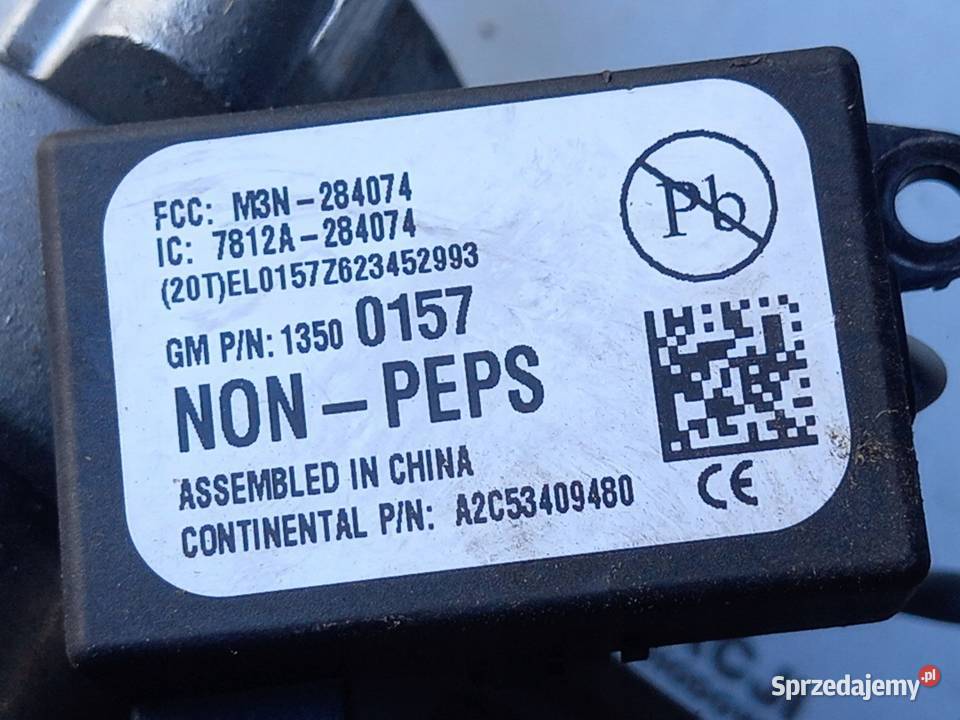 FCC: M3N-284074
IC: 7812A-284074
(20T)EL0157Z623452993
Pb
GM P/N: 1350 0157
NON-PEPS
ASSEMBLED IN CHINA
CE
CONTINENTAL P/N: A2C53409480
Sprzedajemy.pl